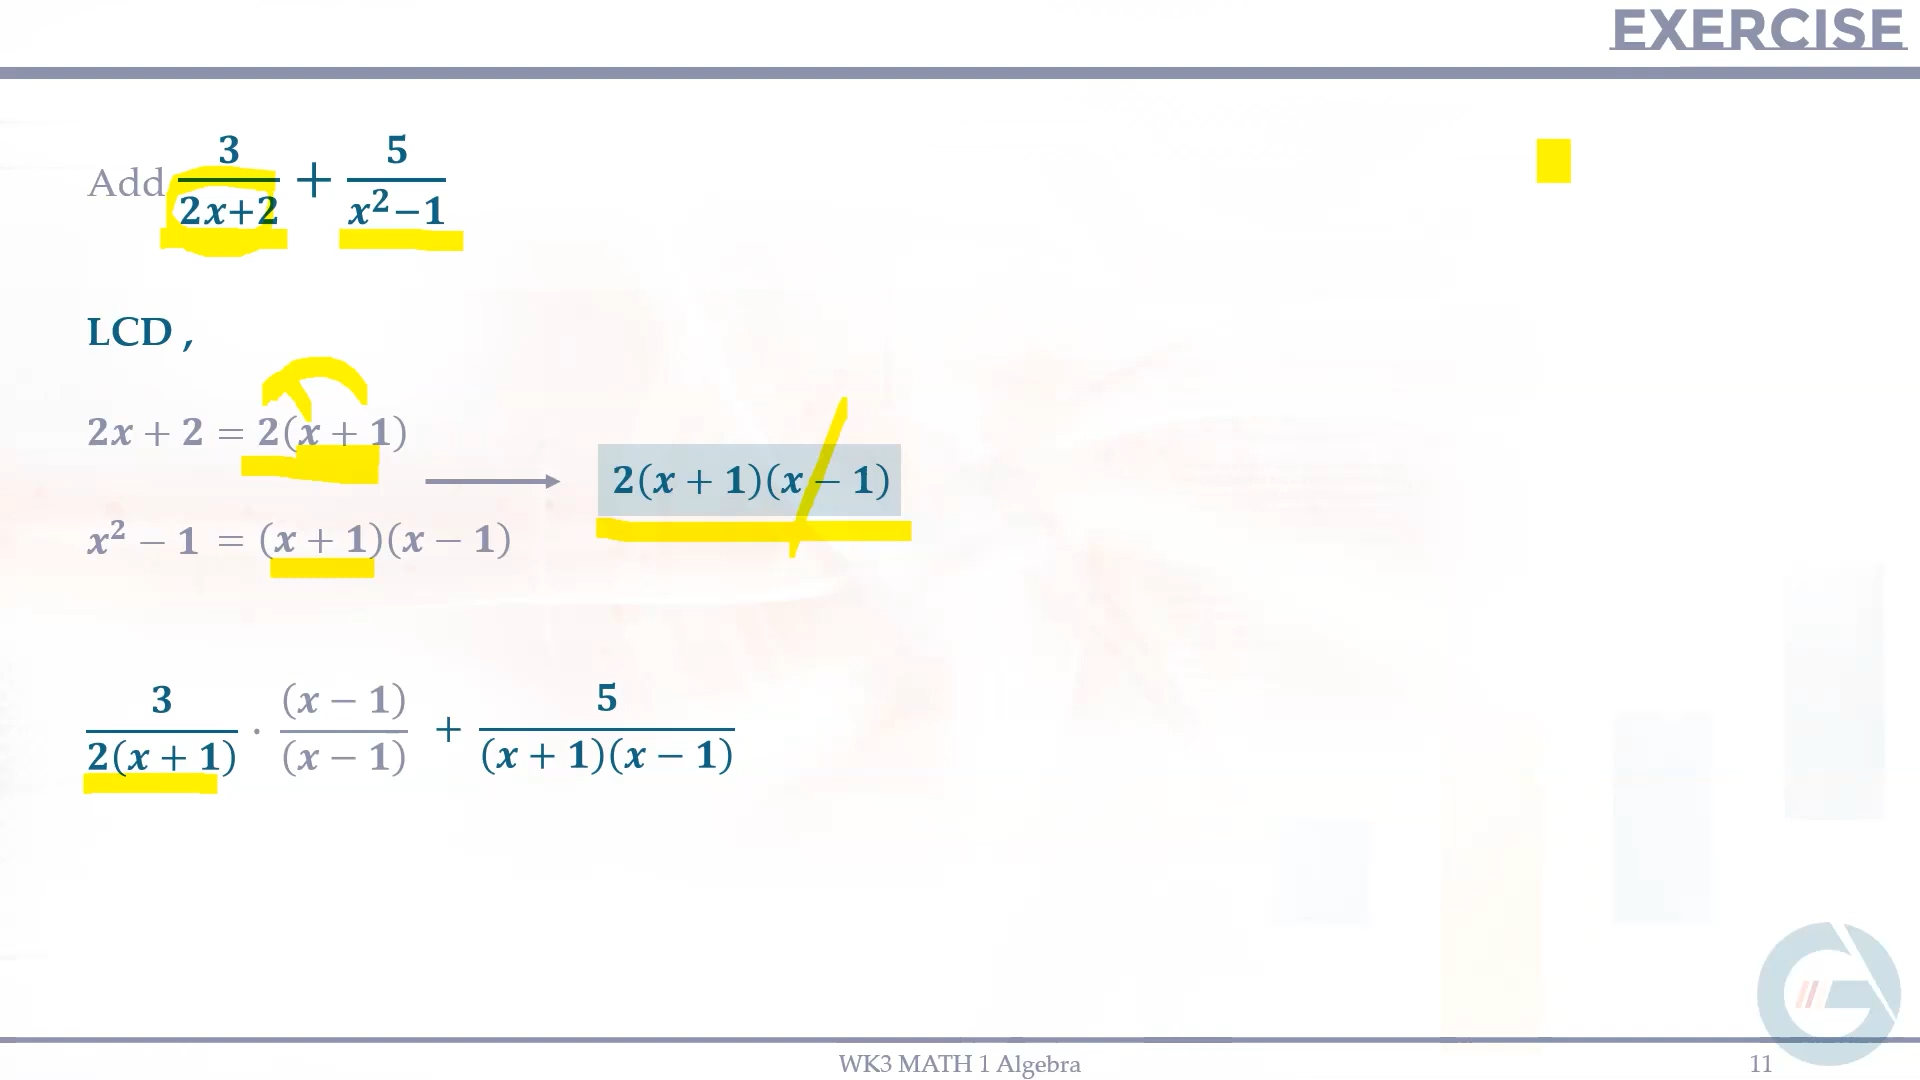 EXERCISE
Add 3/(2x+2) + 5/(x²−1)
LCD ,
2x + 2 = 2(x + 1)
2(x + 1)(x − 1)
x² − 1 = (x + 1)(x − 1)
3/(2(x + 1)) · (x − 1)/(x − 1) + 5/((x + 1)(x − 1))
WK3 MATH 1 Algebra
11